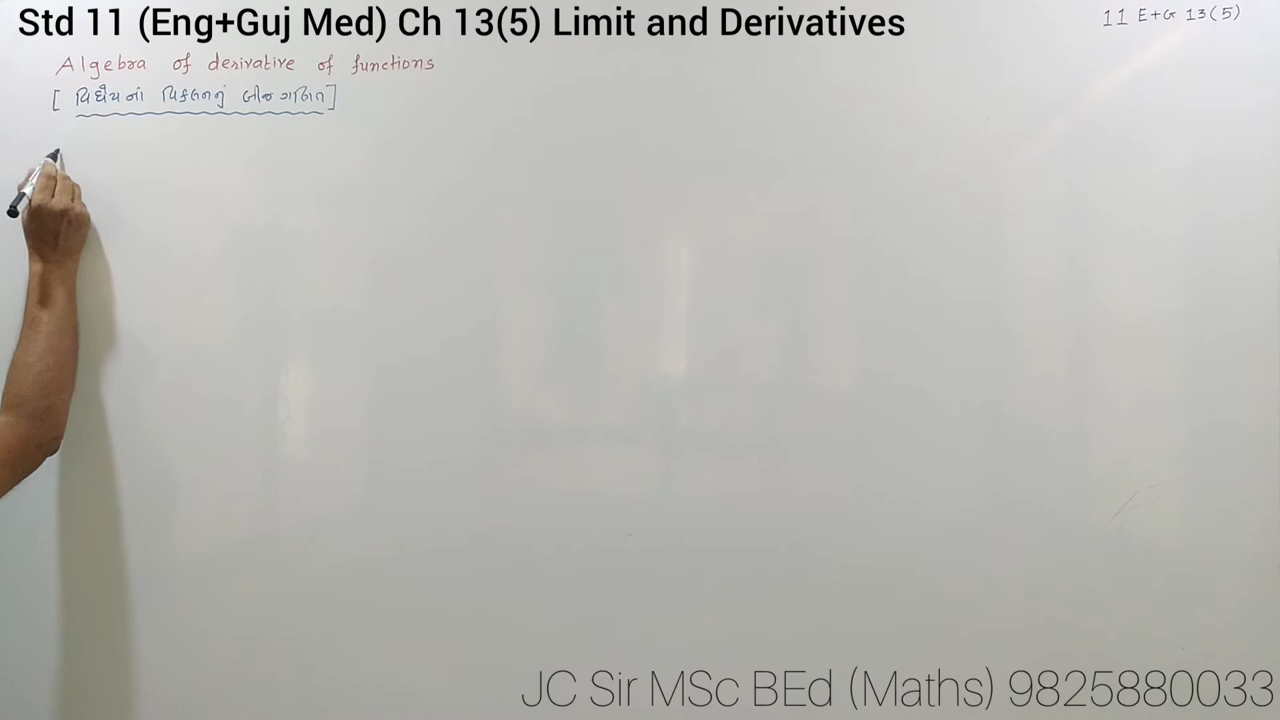 Std 11 (Eng+Guj Med) Ch 13(5) Limit and Derivatives
11 E+G 13(5)
Algebra of derivative of functions
[ વિધેયનાં વિકલનનું બીજગણિત ]
JC Sir MSc BEd (Maths) 9825880033